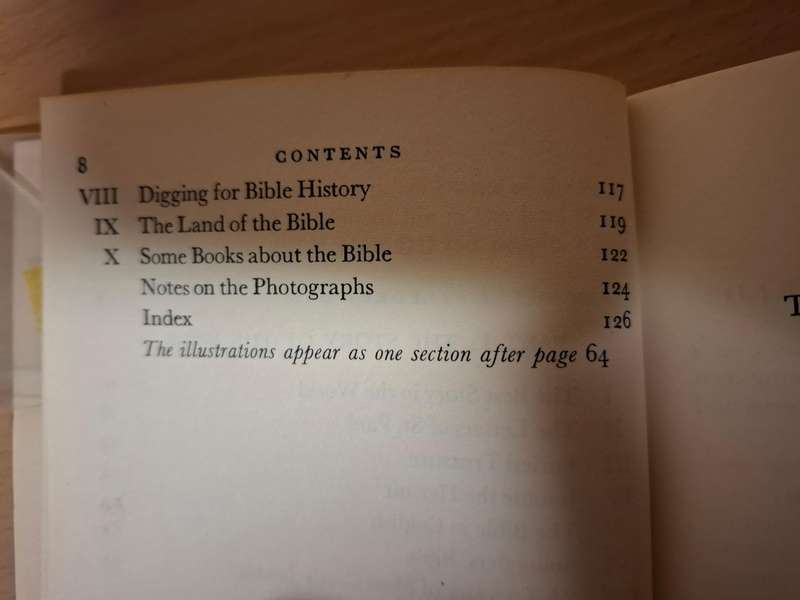 8 CONTENTS
VIII Digging for Bible History 117
IX The Land of the Bible 119
X Some Books about the Bible 122
Notes on the Photographs 124
Index 126
The illustrations appear as one section after page 64